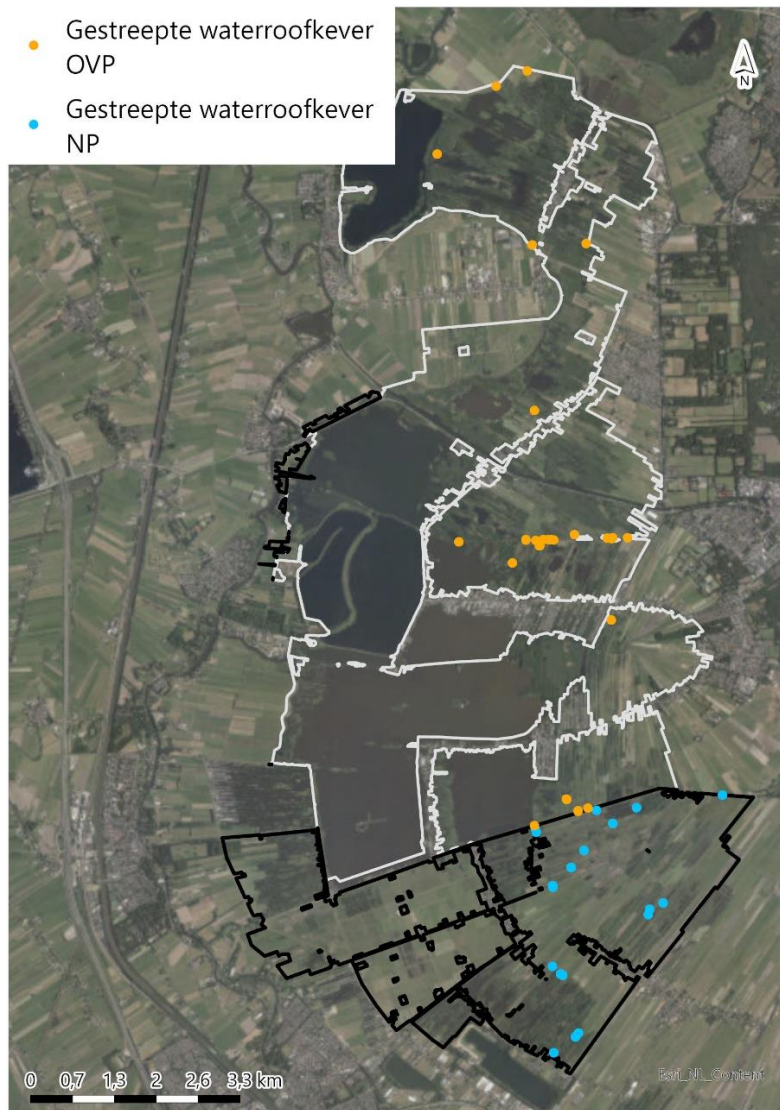 Gestreepte waterroofkever
OVP
Gestreepte waterroofkever
NP
N
Esri_NL_Content
0 0,7 1,3 2 2,6 3,3 km